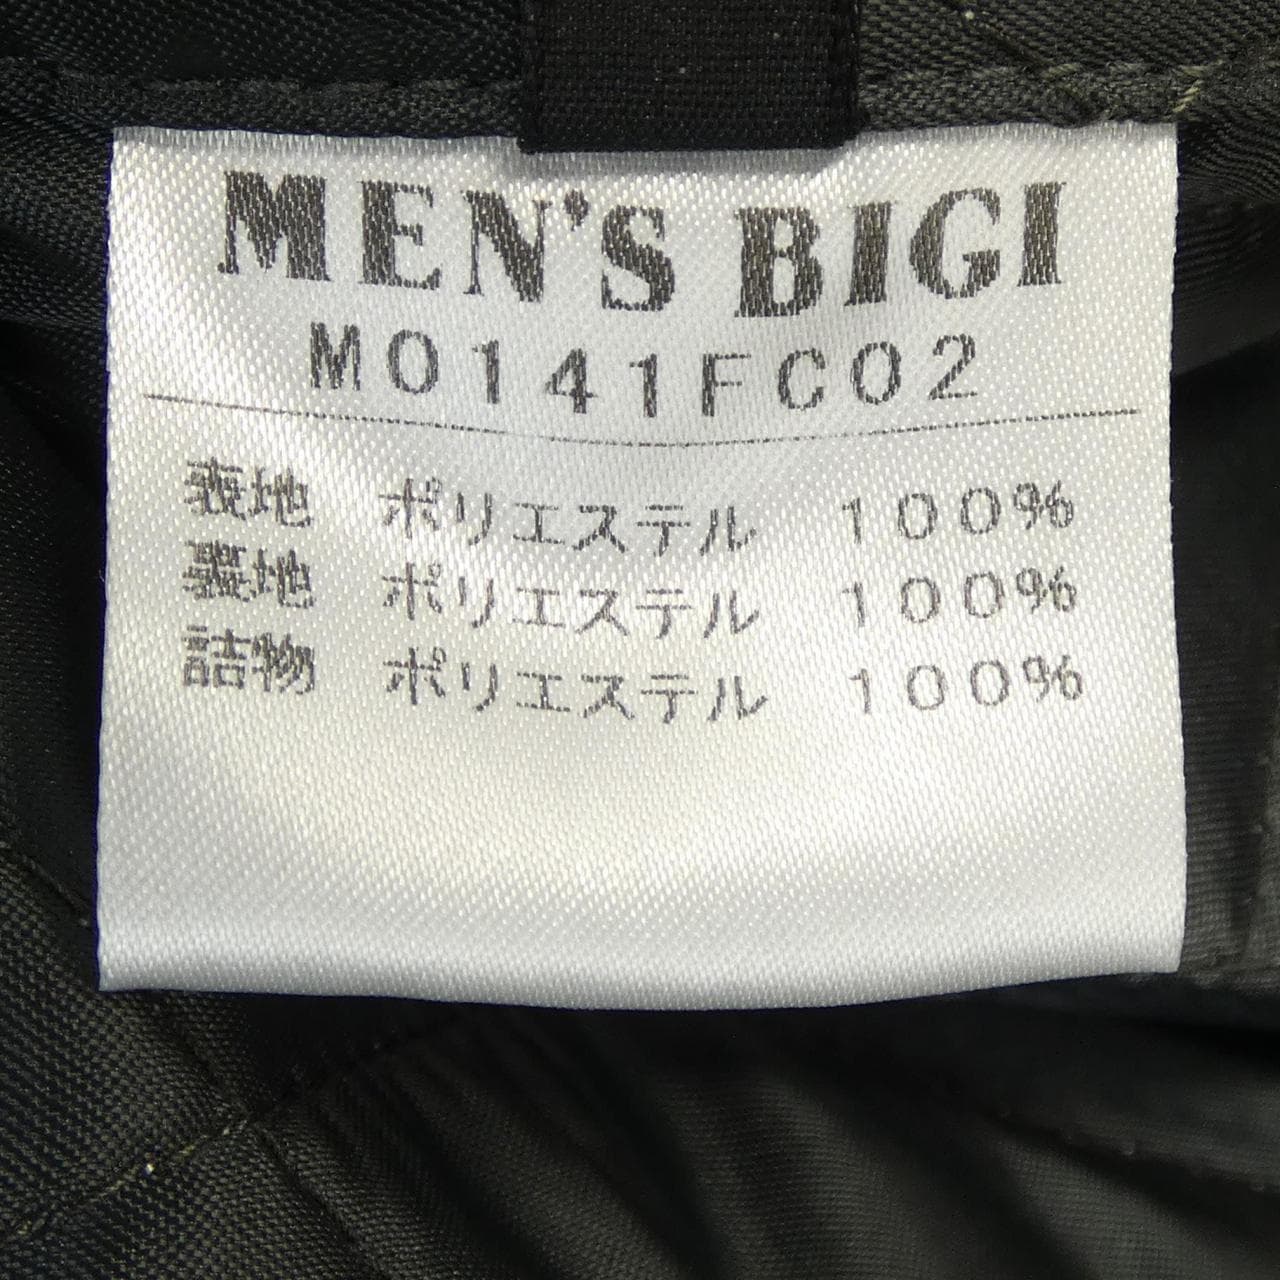 MEN'S BIGI
M0141FC02
表地 ポリエステル 100%
裏地 ポリエステル 100%
詰物 ポリエステル 100%